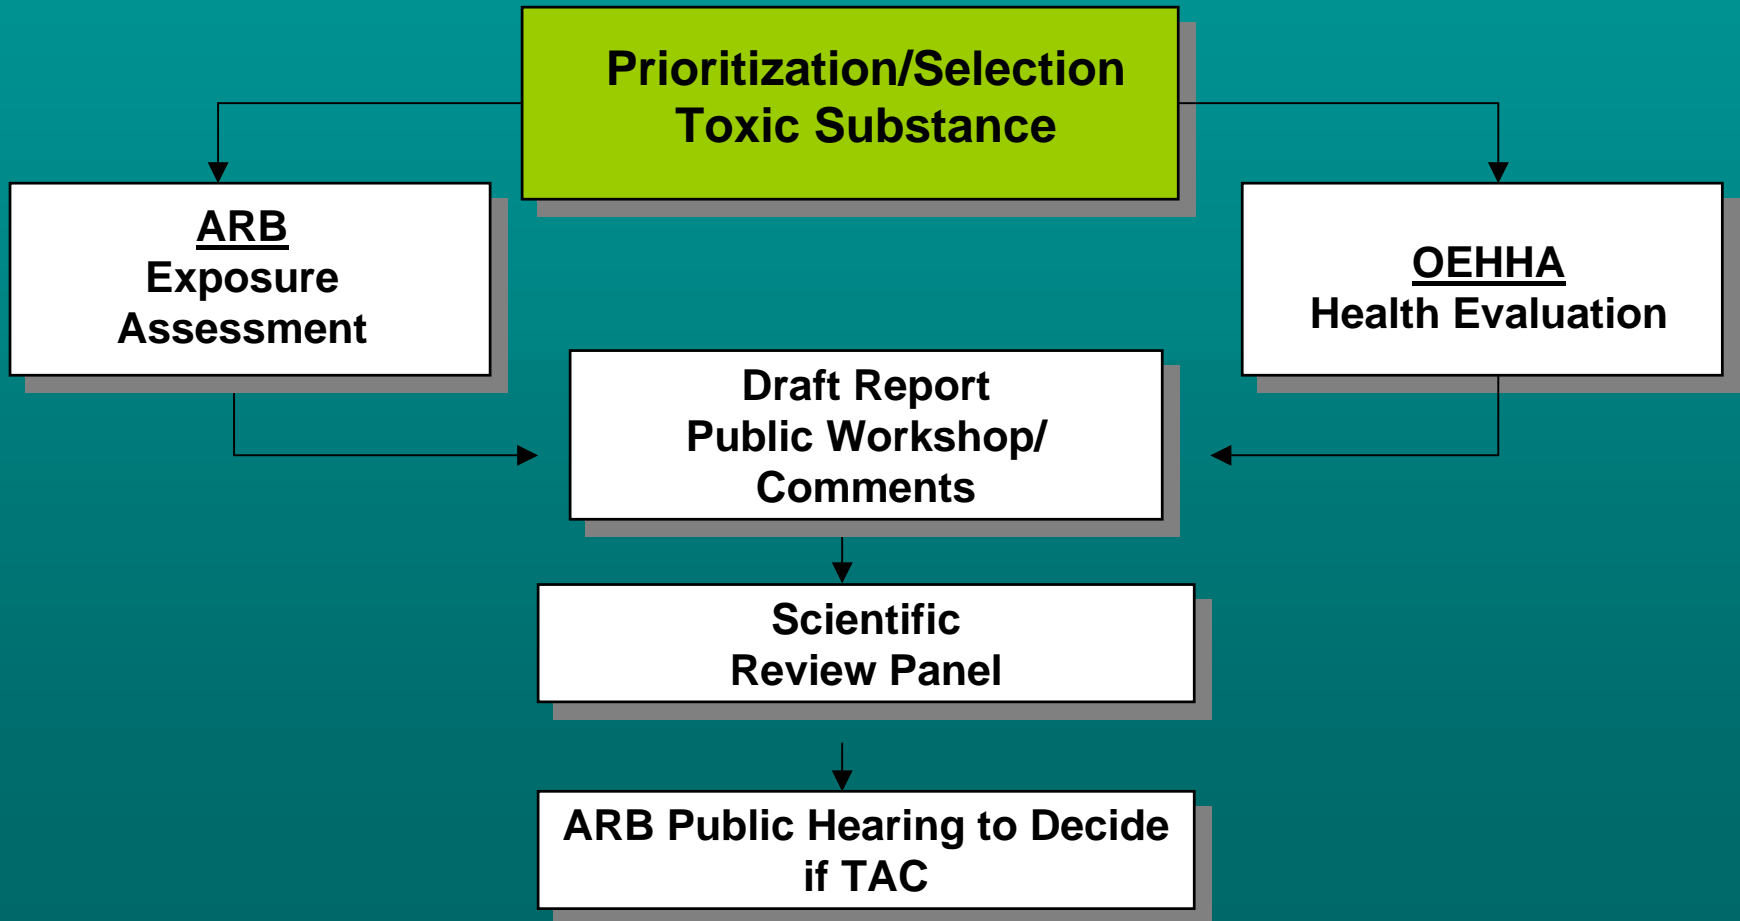 Prioritization/Selection
Toxic Substance
ARB
Exposure
Assessment
OEHHA
Health Evaluation
Draft Report
Public Workshop/
Comments
Scientific
Review Panel
ARB Public Hearing to Decide
if TAC